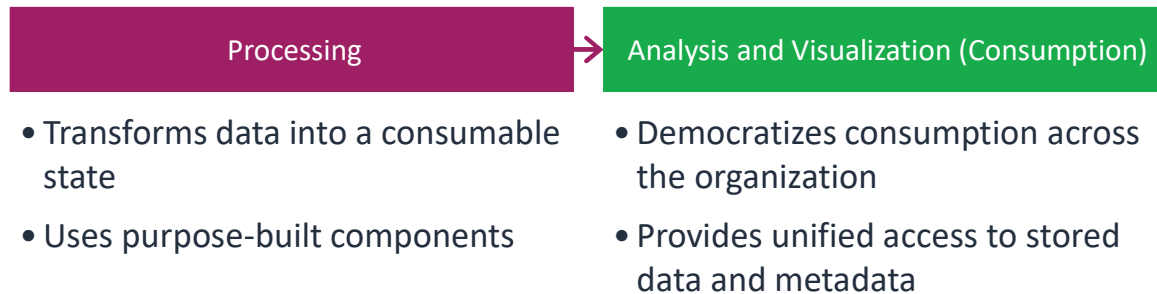 Processing
• Transforms data into a consumable
state
• Uses purpose-built components
Analysis and Visualization (Consumption)
• Democratizes consumption across
the organization
• Provides unified access to stored
data and metadata